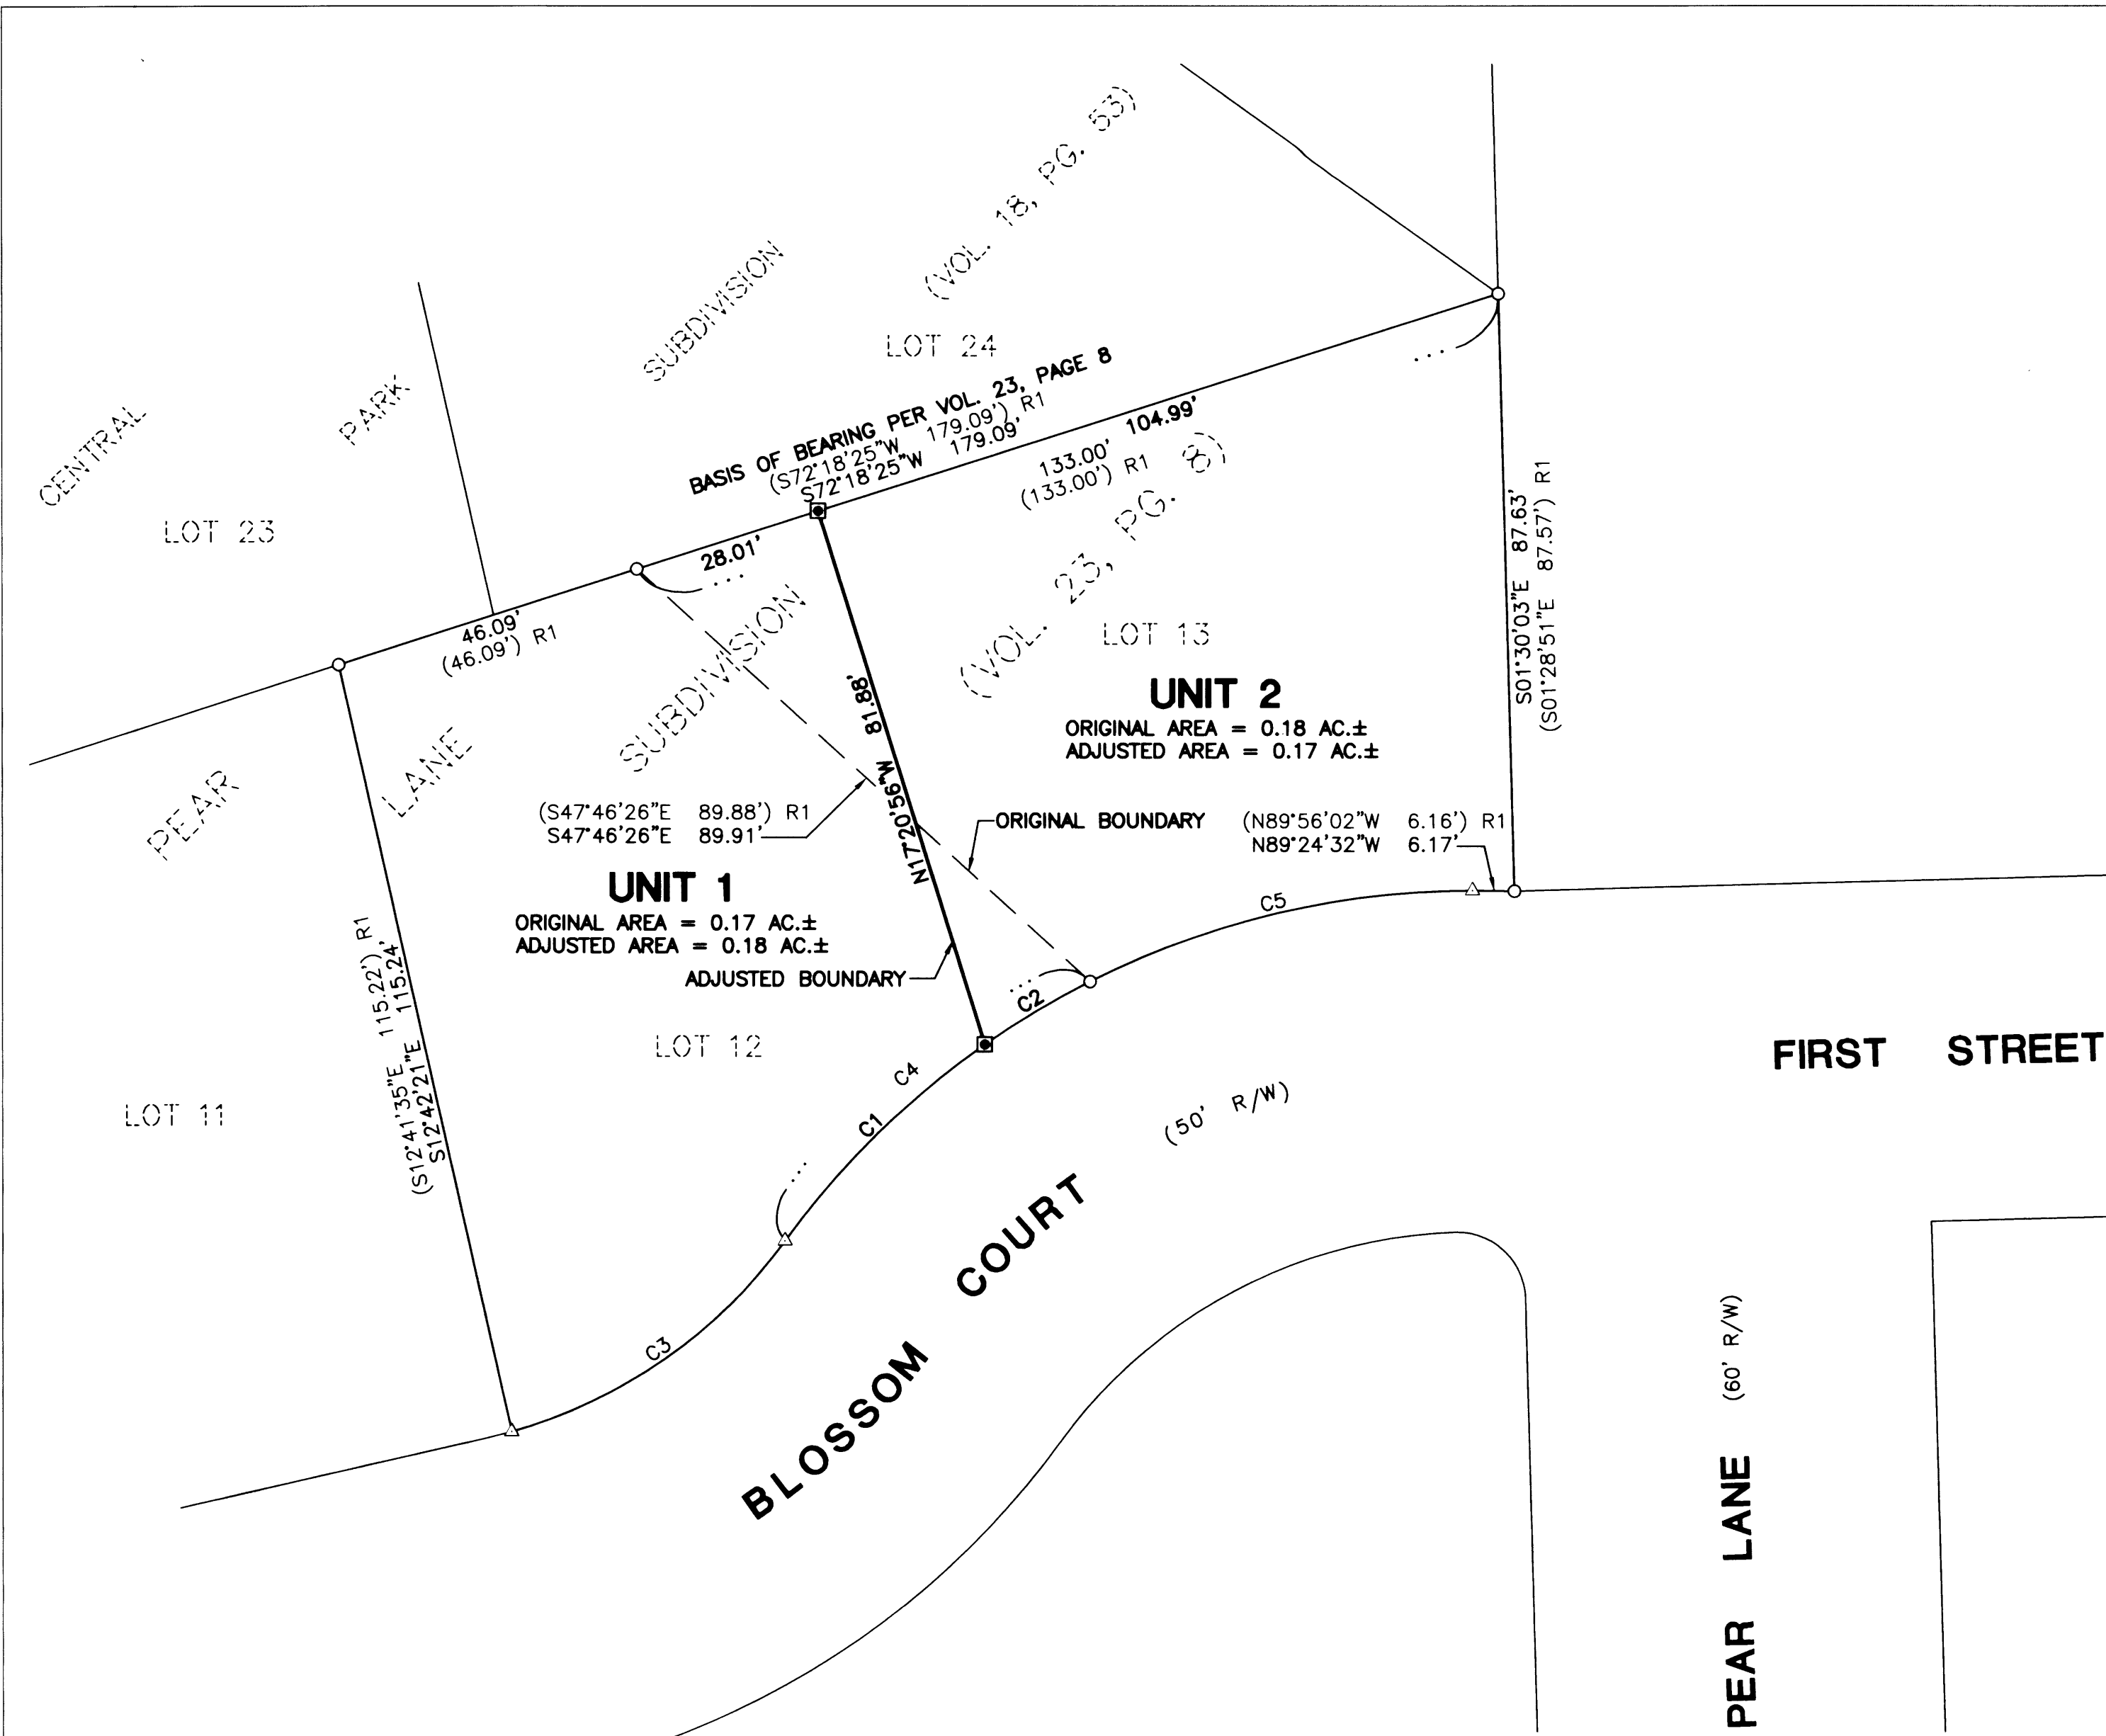 CENTRAL
PARK
SUBDIVISION
(VOL. 18, PG. 53)
LOT 24
LOT 23
BASIS OF BEARING PER VOL. 23, PAGE 8
(S72°18'25"W 179.09') R1
S72°18'25"W 179.09'
104.99'
133.00'
(133.00') R1
28.01'
46.09'
(46.09') R1
S01°30'03"E 87.63'
(S01°28'51"E 87.57') R1
PEAR
LANE
SUBDIVISION
(VOL. 23, PG. 8)
LOT 13
UNIT 2
ORIGINAL AREA = 0.18 AC.±
ADJUSTED AREA = 0.17 AC.±
N17°20'56"W 81.88'
(S47°46'26"E 89.88') R1
S47°46'26"E 89.91'
ORIGINAL BOUNDARY
(N89°56'02"W 6.16') R1
N89°24'32"W 6.17'
UNIT 1
ORIGINAL AREA = 0.17 AC.±
ADJUSTED AREA = 0.18 AC.±
ADJUSTED BOUNDARY
C5
C2
LOT 12
C4
C1
C3
(S12°41'35"E 115.22') R1
S12°42'21"E 115.24'
LOT 11
FIRST STREET
(50' R/W)
BLOSSOM COURT
PEAR LANE (60' R/W)